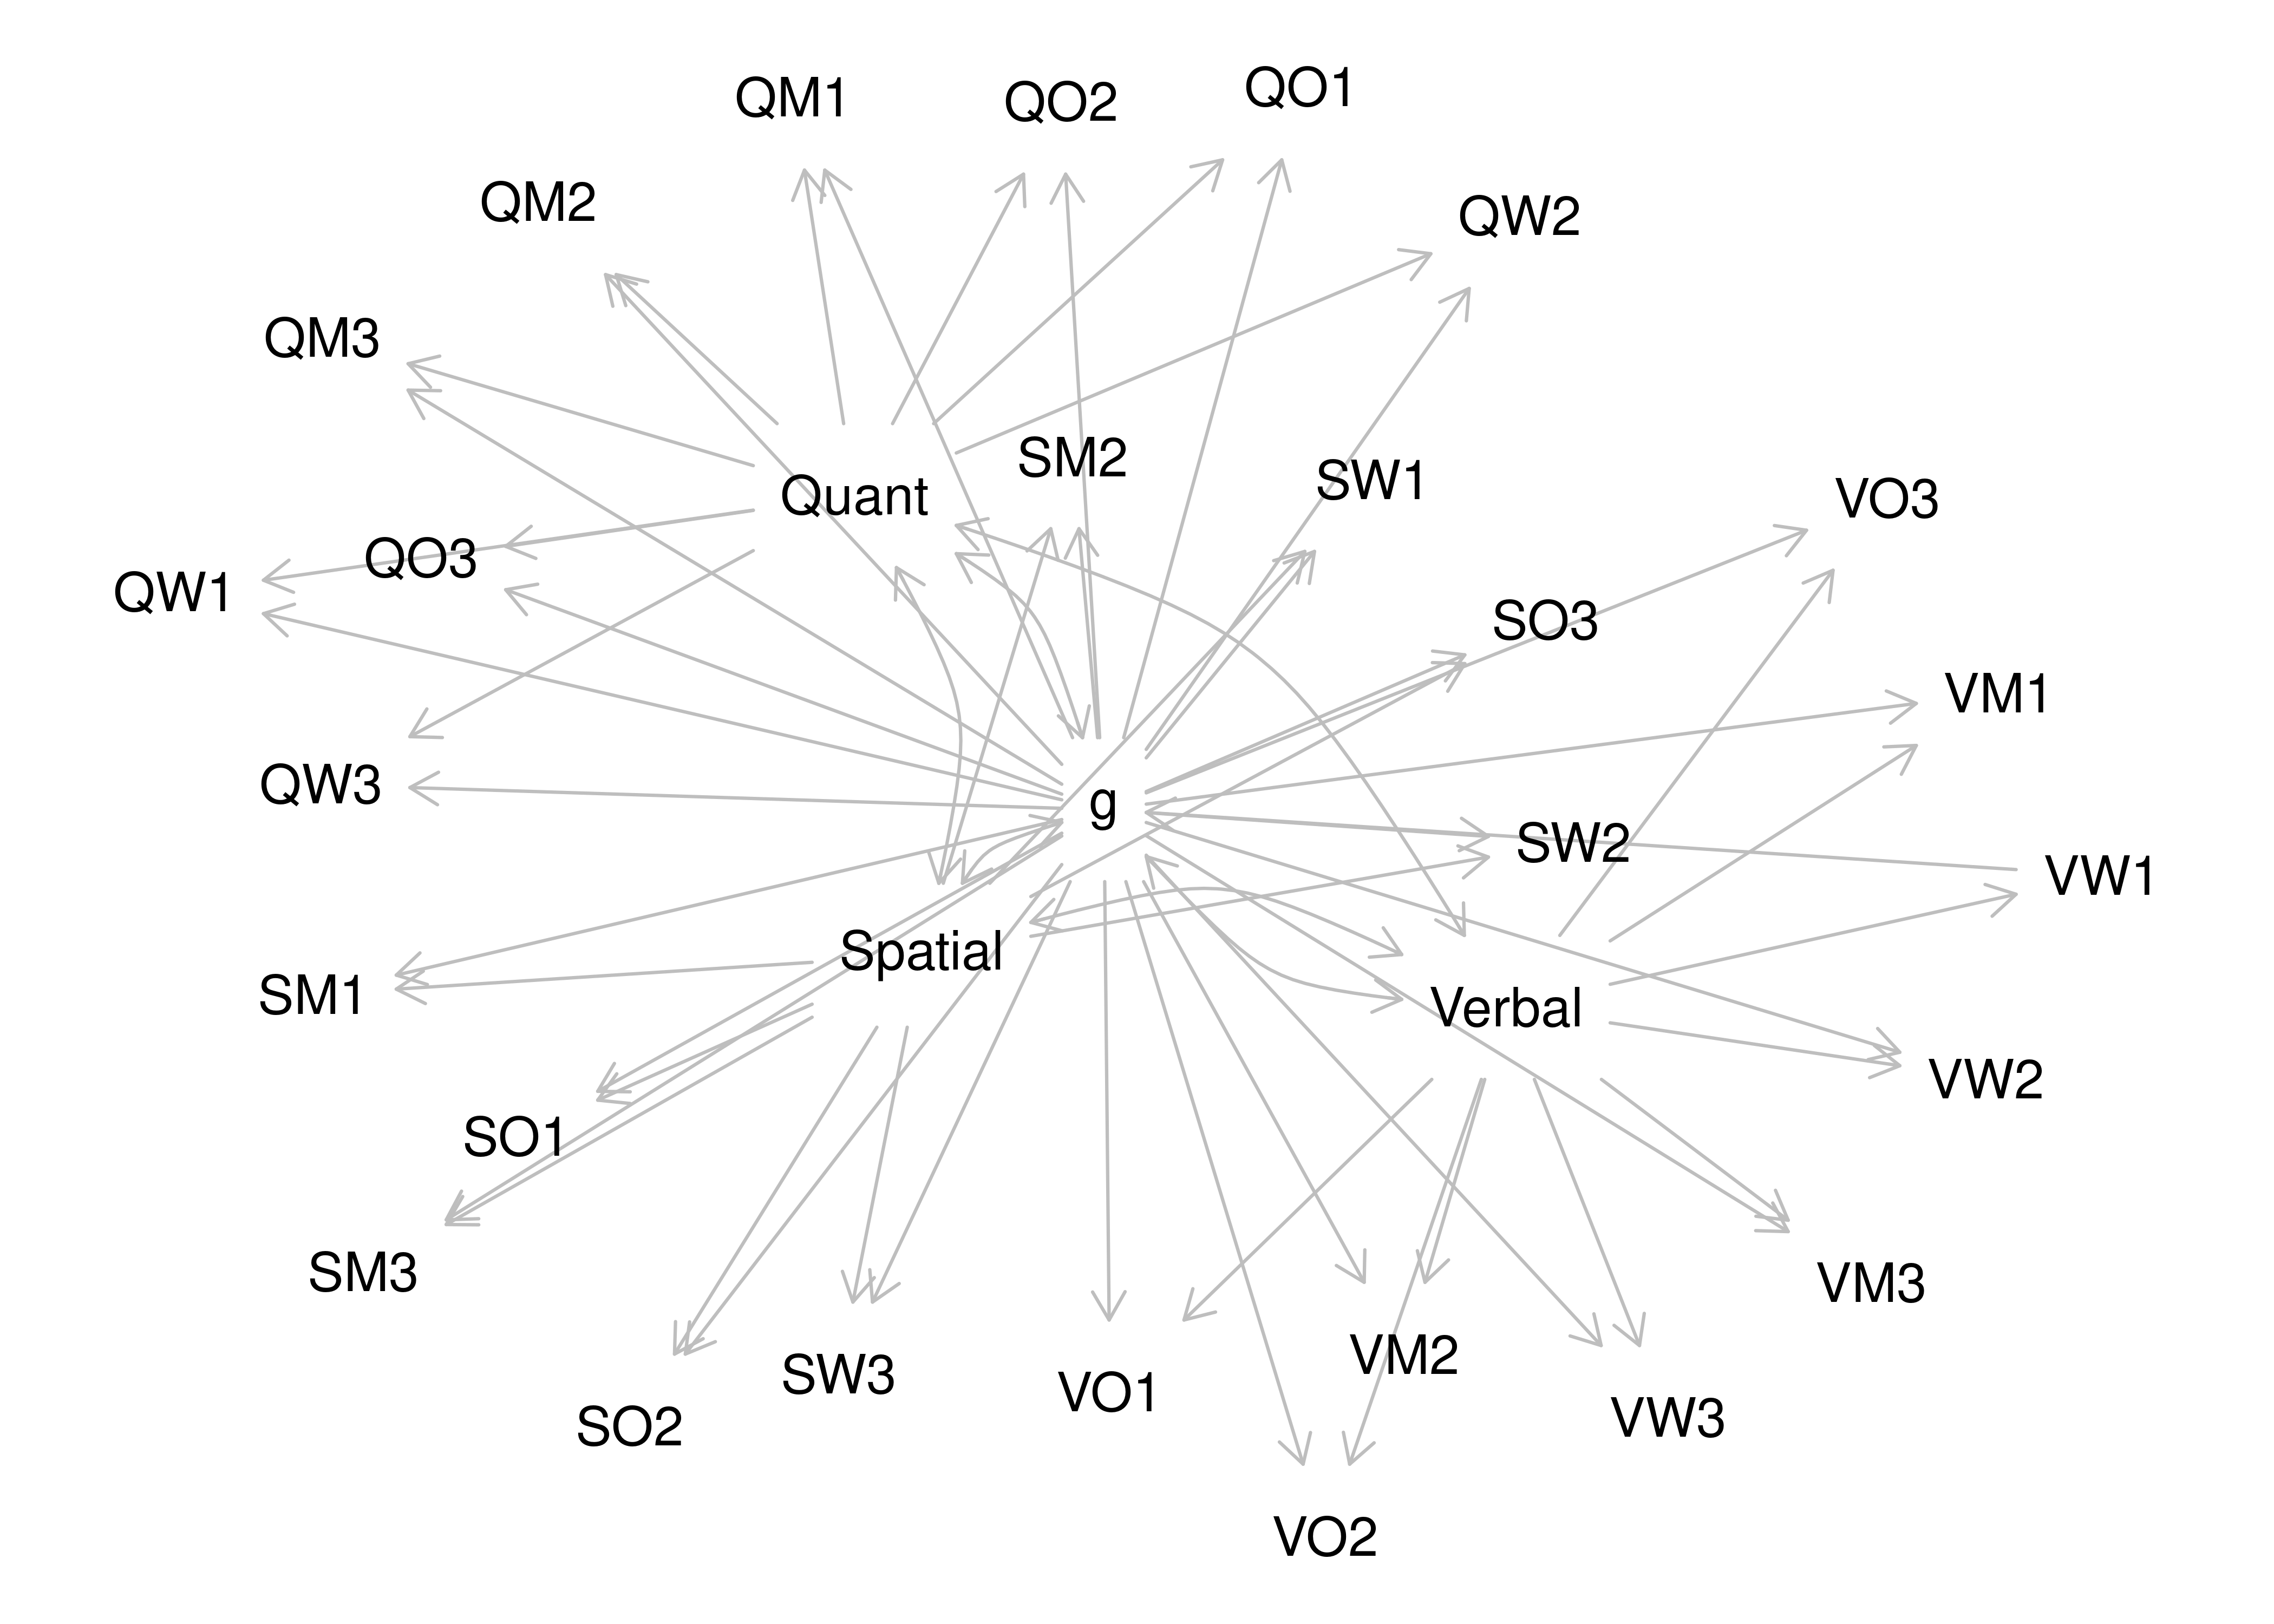 QO1
QM1
QO2
QM2
QW2
QM3
SM2
SW1
Quant
VO3
QO3
QW1
SO3
VM1
QW3
g
SW2
VW1
Spatial
SM1
Verbal
VW2
SO1
SM3
VM3
VM2
SW3
VO1
VW3
SO2
VO2